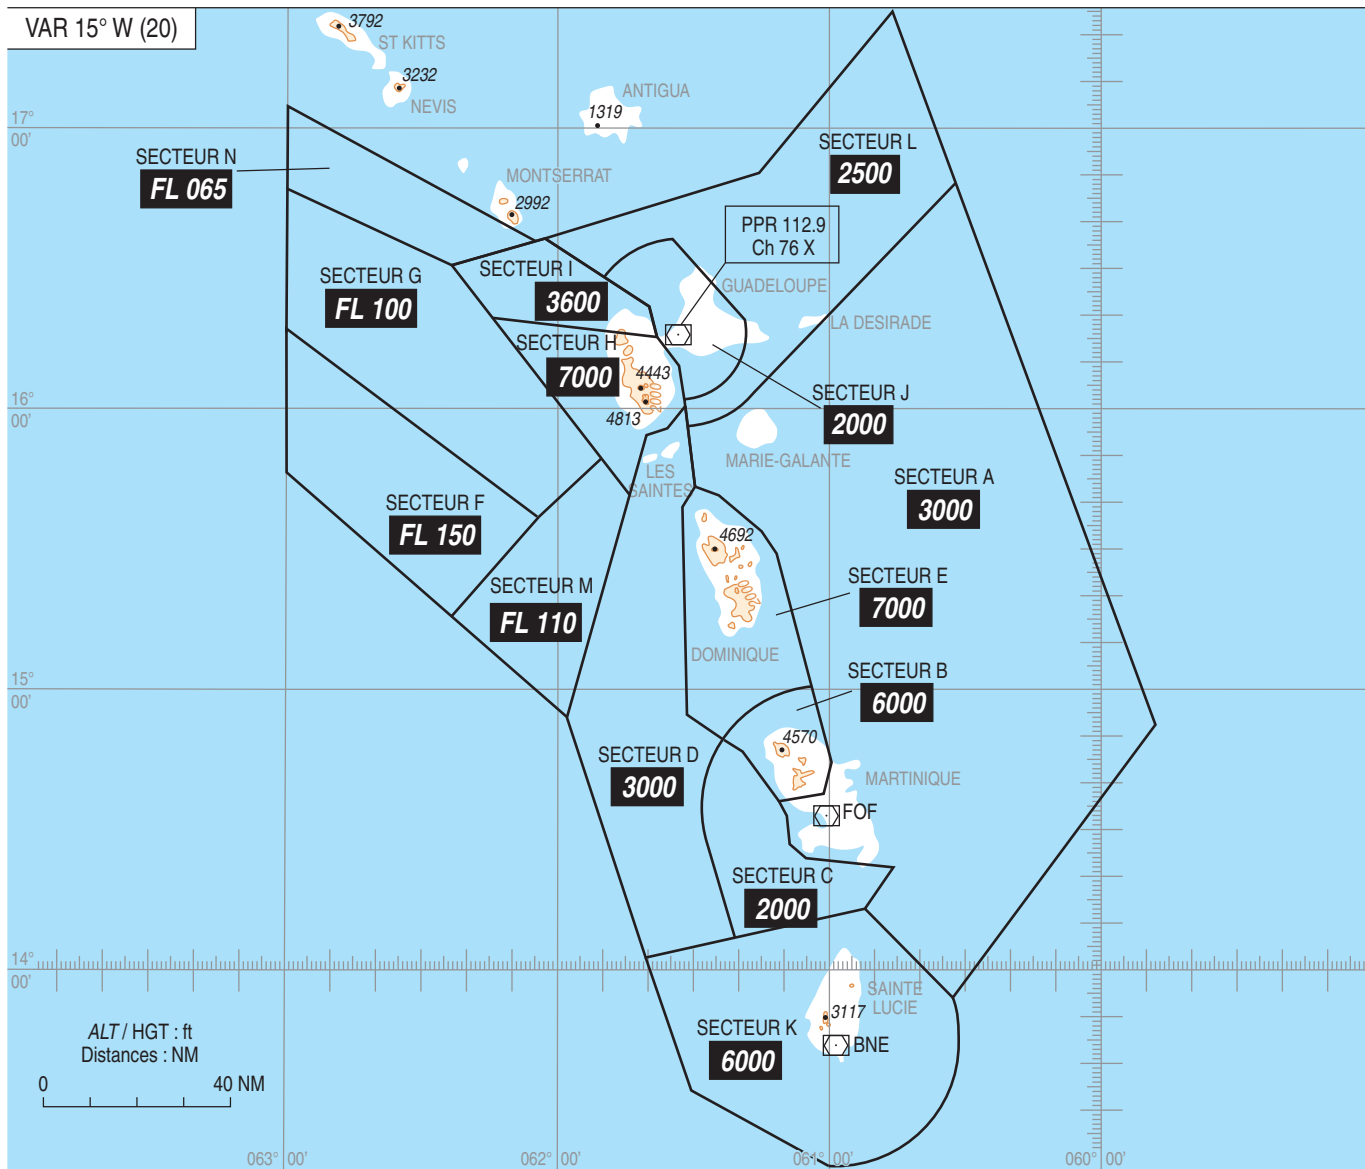 VAR 15° W (20)
3792
ST KITTS
3232
NEVIS
ANTIGUA
1319
17°
00'
SECTEUR N
FL 065
SECTEUR L
2500
MONTSERRAT
2992
PPR 112.9
Ch 76 X
SECTEUR G
FL 100
SECTEUR I
3600
GUADELOUPE
LA DESIRADE
SECTEUR H
7000
4443
2000
4813
SECTEUR J
2000
16°
00'
MARIE-GALANTE
LES
SAINTES
SECTEUR A
3000
SECTEUR F
FL 150
4692
SECTEUR M
FL 110
SECTEUR E
7000
DOMINIQUE
15°
00'
SECTEUR B
6000
4570
SECTEUR D
3000
MARTINIQUE
FOF
SECTEUR C
2000
14°
00'
SAINTE
LUCIE
3117
SECTEUR K
6000
BNE
ALT / HGT : ft
Distances : NM
0 40 NM
063° 00'
062° 00'
061° 00'
060° 00'